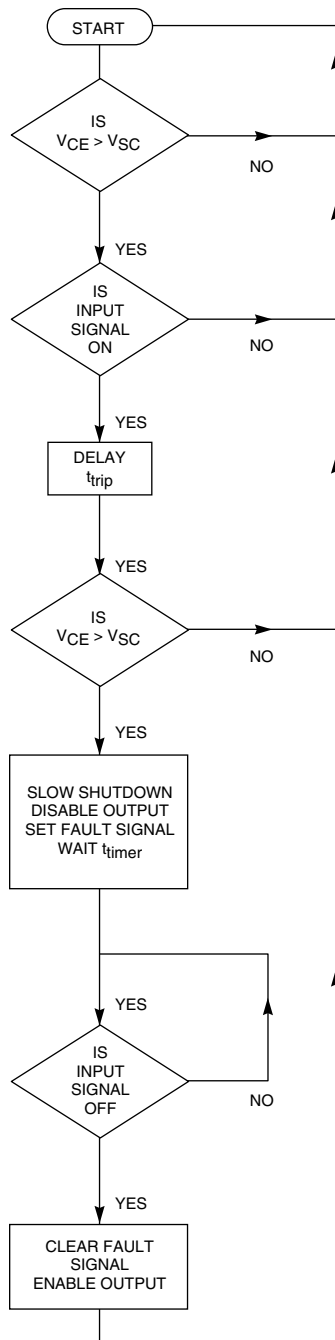 START
IS
VCE > VSC
NO
YES
IS
INPUT
SIGNAL
ON
NO
YES
DELAY
ttrip
YES
IS
VCE > VSC
NO
YES
SLOW SHUTDOWN
DISABLE OUTPUT
SET FAULT SIGNAL
WAIT ttimer
YES
IS
INPUT
SIGNAL
OFF
NO
YES
CLEAR FAULT
SIGNAL
ENABLE OUTPUT